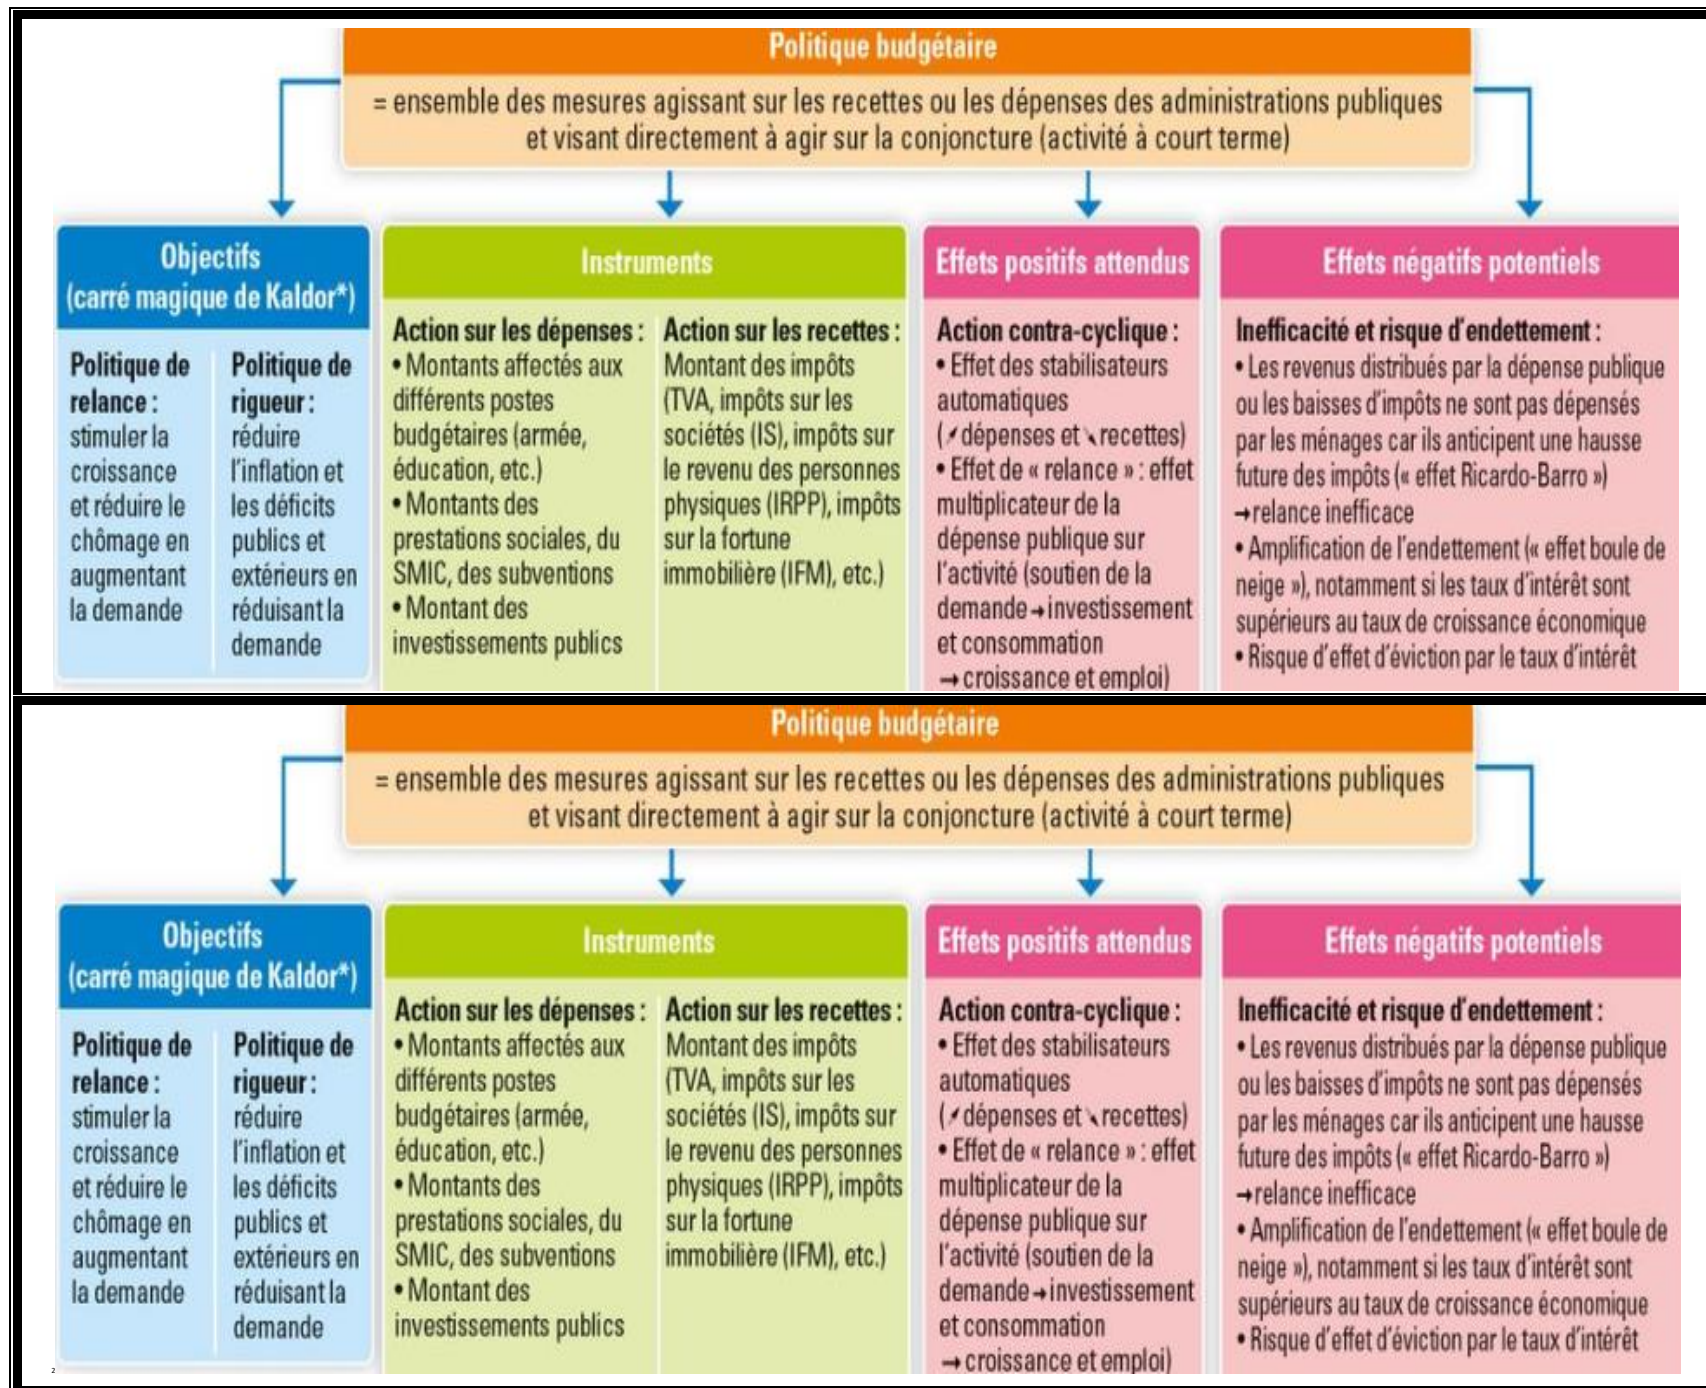 Politique budgétaire
= ensemble des mesures agissant sur les recettes ou les dépenses des administrations publiques
et visant directement à agir sur la conjoncture (activité à court terme)
Objectifs
(carré magique de Kaldor*)
Politique de
relance :
stimuler la
croissance
et réduire le
chômage en
augmentant
la demande
Politique de
rigueur :
réduire
l'inflation et
les déficits
publics et
extérieurs en
réduisant la
demande
Instruments
Action sur les dépenses :
• Montants affectés aux
différents postes
budgétaires (armée,
éducation, etc.)
• Montants des
prestations sociales, du
SMIC, des subventions
• Montant des
investissements publics
Action sur les recettes :
Montant des impôts
(TVA, impôts sur les
sociétés (IS), impôts sur
le revenu des personnes
physiques (IRPP), impôts
sur la fortune
immobilière (IFM), etc.)
Effets positifs attendus
Action contra-cyclique :
• Effet des stabilisateurs
automatiques
(↗dépenses et ↘recettes)
• Effet de « relance » : effet
multiplicateur de la
dépense publique sur
l'activité (soutien de la
demande → investissement
et consommation
→ croissance et emploi)
Effets négatifs potentiels
Inefficacité et risque d'endettement :
• Les revenus distribués par la dépense publique
ou les baisses d'impôts ne sont pas dépensés
par les ménages car ils anticipent une hausse
future des impôts (« effet Ricardo-Barro »)
→ relance inefficace
• Amplification de l'endettement (« effet boule de
neige »), notamment si les taux d'intérêt sont
supérieurs au taux de croissance économique
• Risque d'effet d'éviction par le taux d'intérêt
Politique budgétaire
= ensemble des mesures agissant sur les recettes ou les dépenses des administrations publiques
et visant directement à agir sur la conjoncture (activité à court terme)
Objectifs
(carré magique de Kaldor*)
Politique de
relance :
stimuler la
croissance
et réduire le
chômage en
augmentant
la demande
Politique de
rigueur :
réduire
l'inflation et
les déficits
publics et
extérieurs en
réduisant la
demande
Instruments
Action sur les dépenses :
• Montants affectés aux
différents postes
budgétaires (armée,
éducation, etc.)
• Montants des
prestations sociales, du
SMIC, des subventions
• Montant des
investissements publics
Action sur les recettes :
Montant des impôts
(TVA, impôts sur les
sociétés (IS), impôts sur
le revenu des personnes
physiques (IRPP), impôts
sur la fortune
immobilière (IFM), etc.)
Effets positifs attendus
Action contra-cyclique :
• Effet des stabilisateurs
automatiques
(↗dépenses et ↘recettes)
• Effet de « relance » : effet
multiplicateur de la
dépense publique sur
l'activité (soutien de la
demande → investissement
et consommation
→ croissance et emploi)
Effets négatifs potentiels
Inefficacité et risque d'endettement :
• Les revenus distribués par la dépense publique
ou les baisses d'impôts ne sont pas dépensés
par les ménages car ils anticipent une hausse
future des impôts (« effet Ricardo-Barro »)
→ relance inefficace
• Amplification de l'endettement (« effet boule de
neige »), notamment si les taux d'intérêt sont
supérieurs au taux de croissance économique
• Risque d'effet d'éviction par le taux d'intérêt
2